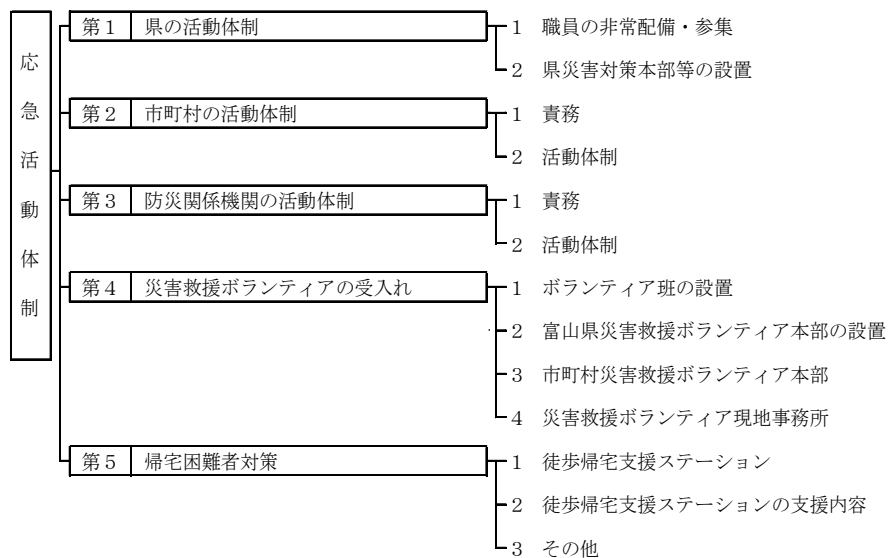 応急活動体制
第1 県の活動体制
1 職員の非常配備・参集
2 県災害対策本部等の設置
第2 市町村の活動体制
1 責務
2 活動体制
第3 防災関係機関の活動体制
1 責務
2 活動体制
第4 災害救援ボランティアの受入れ
1 ボランティア班の設置
2 富山県災害救援ボランティア本部の設置
3 市町村災害救援ボランティア本部
4 災害救援ボランティア現地事務所
第5 帰宅困難者対策
1 徒歩帰宅支援ステーション
2 徒歩帰宅支援ステーションの支援内容
3 その他